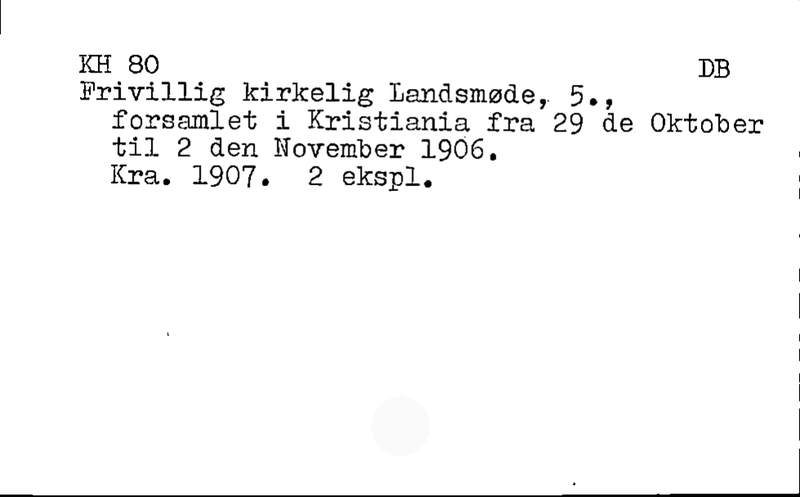 KH 80 DB
Frivillig kirkelig Landsmøde, 5.,
forsamlet i Kristiania fra 29 de Oktober
til 2 den November 1906.
Kra. 1907. 2 ekspl.